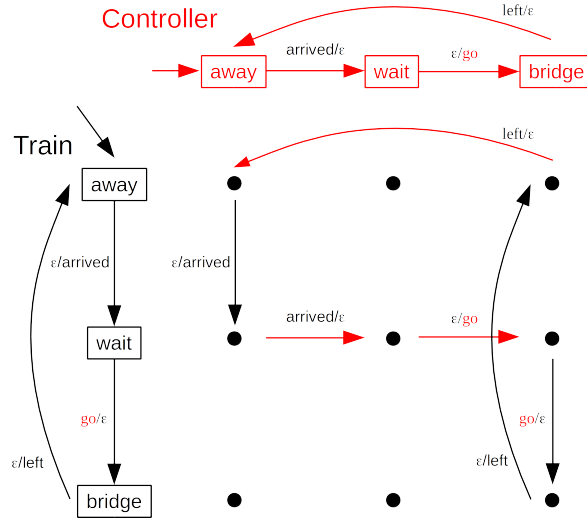 Controller
left/ε
arrived/ε
ε/go
away
wait
bridge
Train
left/ε
away
ε/arrived
ε/arrived
arrived/ε
ε/go
wait
go/ε
go/ε
ε/left
ε/left
bridge